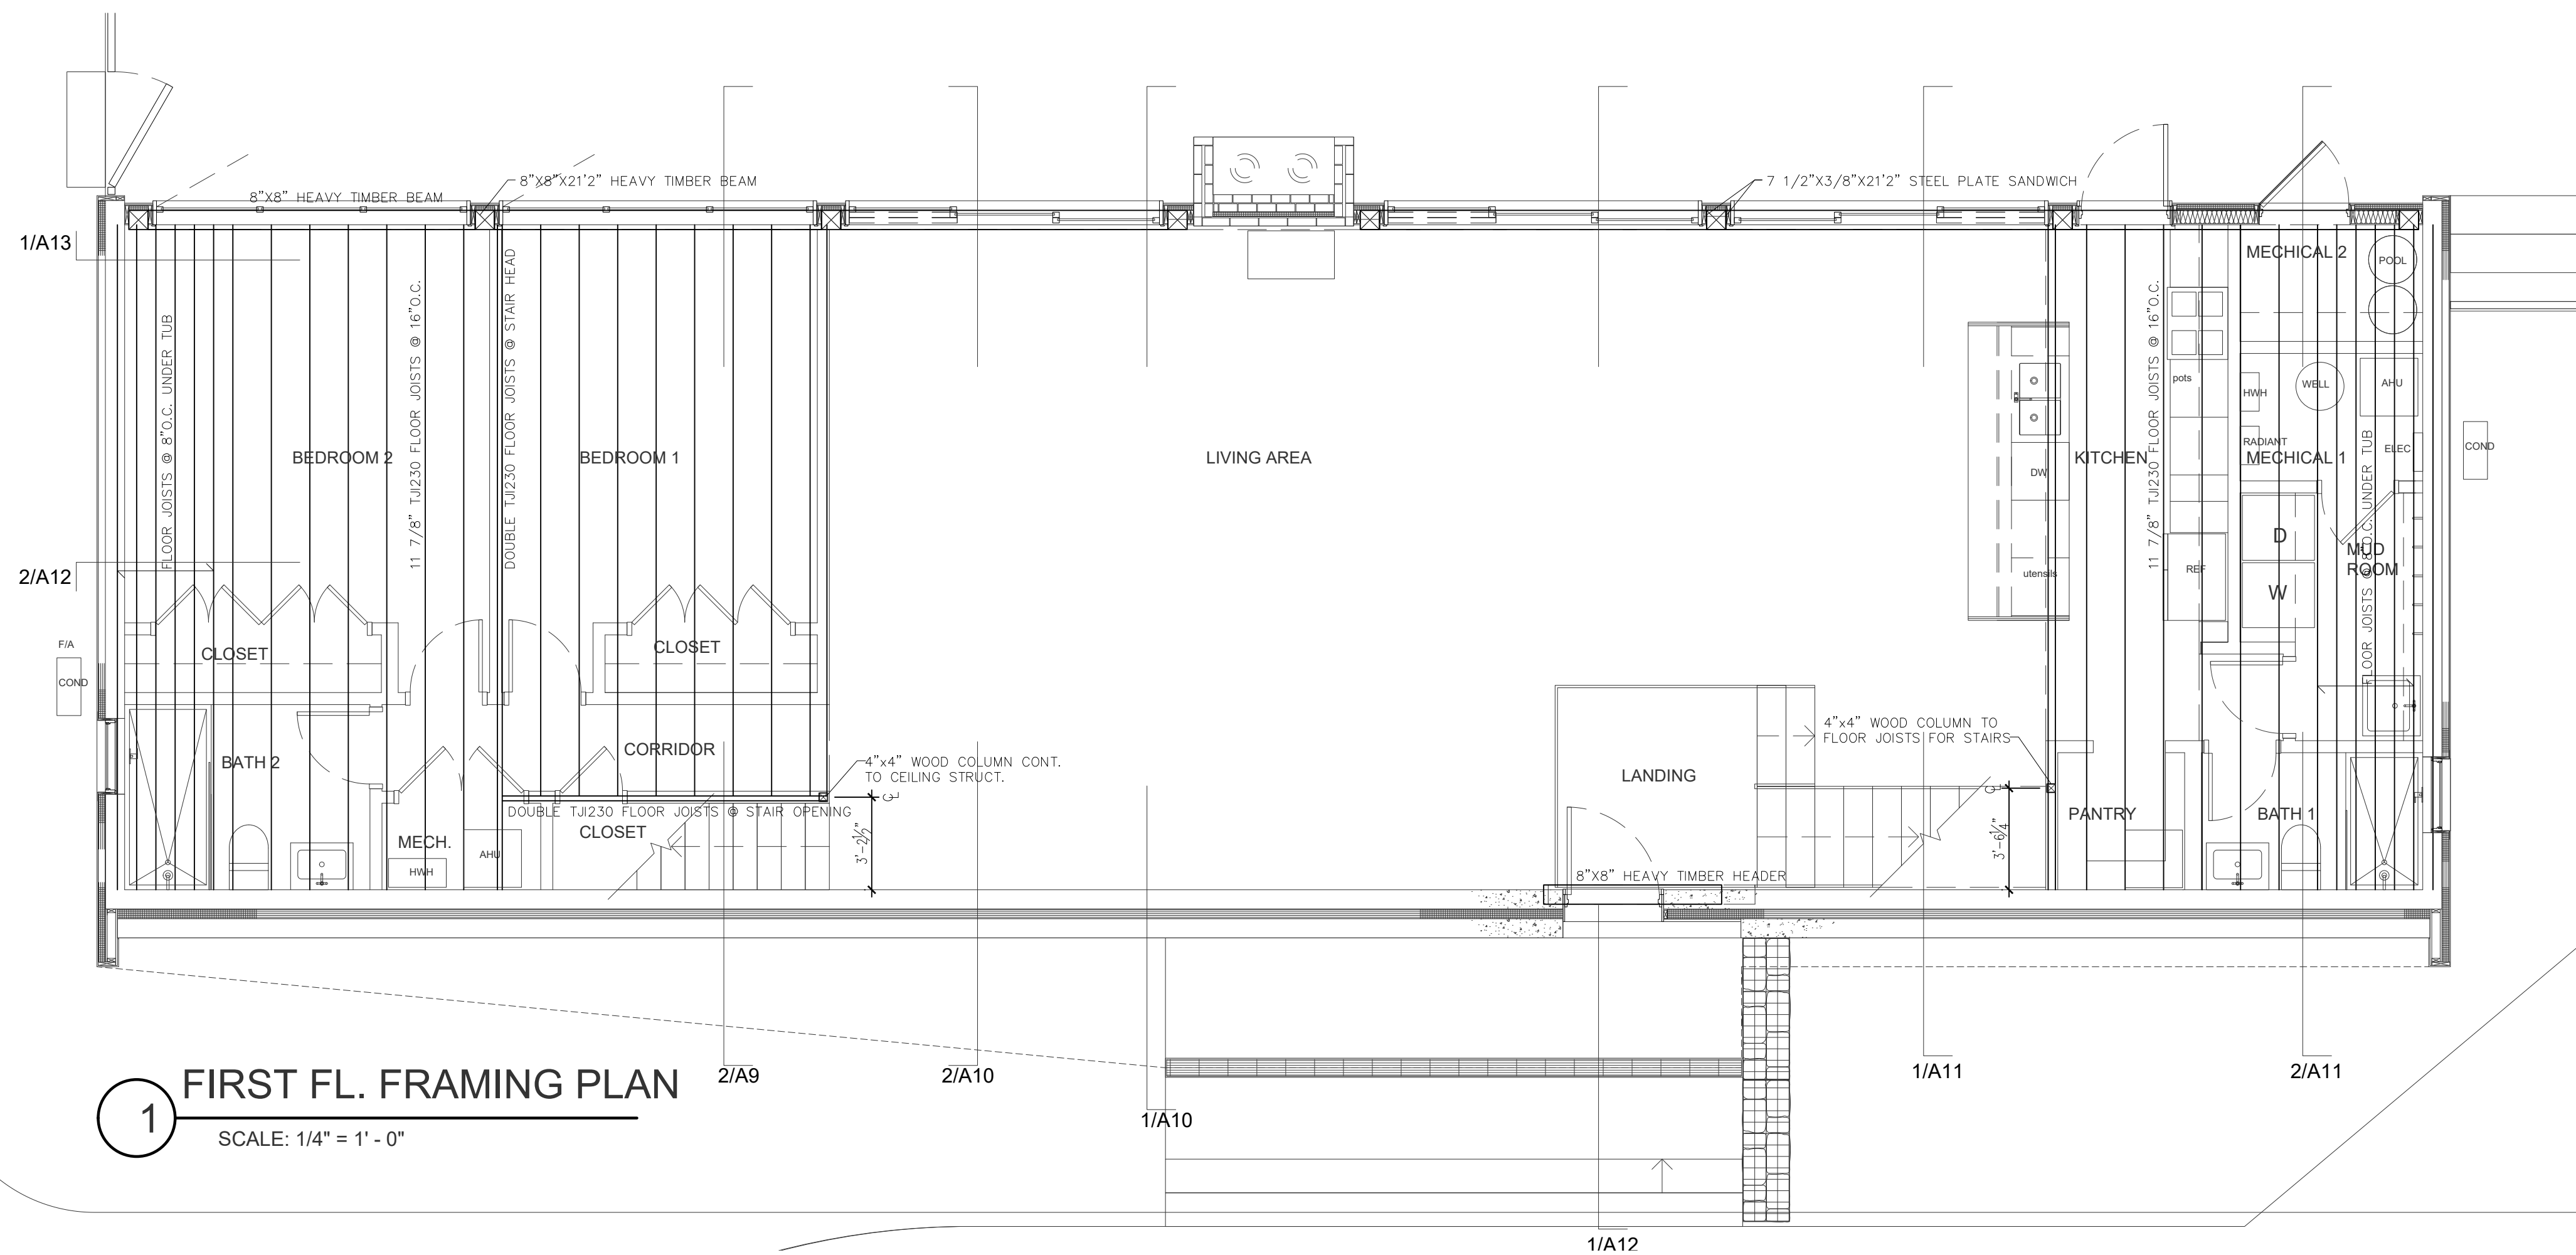 8"X8"X21'2" HEAVY TIMBER BEAM
7 1/2"X3/8"X21'2" STEEL PLATE SANDWICH
8"X8" HEAVY TIMBER BEAM
1/A13
MECHICAL 2
POOL
FLOOR JOISTS @ 8"O.C. UNDER TUB
11 7/8" TJI230 FLOOR JOISTS @ 16"O.C.
DOUBLE TJI230 FLOOR JOISTS @ STAIR HEAD
11 7/8" TJI230 FLOOR JOISTS @ 16"O.C.
pots
HWH
WELL
AHU
RADIANT
ELEC
COND
BEDROOM 2
BEDROOM 1
LIVING AREA
DW
KITCHEN
MECHICAL 1
FLOOR JOISTS @ 8"O.C. UNDER TUB
D
MUD
ROOM
2/A12
utensils
REF
W
F/A
CLOSET
CLOSET
COND
4"x4" WOOD COLUMN TO
FLOOR JOISTS FOR STAIRS
CORRIDOR
BATH 2
4"x4" WOOD COLUMN CONT.
TO CEILING STRUCT.
LANDING
CL
CL
DOUBLE TJI230 FLOOR JOISTS @ STAIR OPENING
PANTRY
BATH 1
CLOSET
MECH.
AHU
3'-2 1/2"
3'-6 1/4"
HWH
8"X8" HEAVY TIMBER HEADER
1
FIRST FL. FRAMING PLAN
SCALE: 1/4" = 1' - 0"
2/A9
2/A10
1/A10
1/A11
2/A11
1/A12